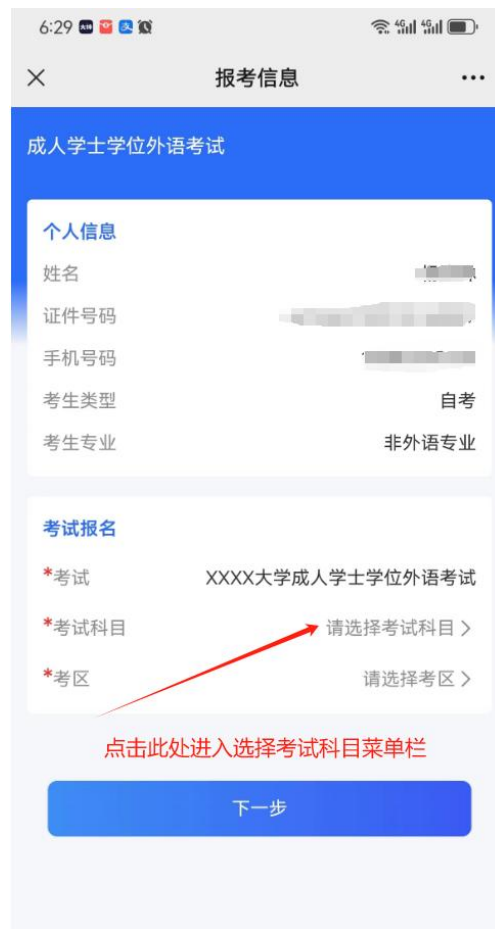 6:29
报考信息
成人学士学位外语考试
个人信息
姓名
证件号码
手机号码
考生类型 自考
考生专业 非外语专业
考试报名
*考试 XXXX大学成人学士学位外语考试
*考试科目 请选择考试科目 >
*考区 请选择考区 >
点击此处进入选择考试科目菜单栏
下一步